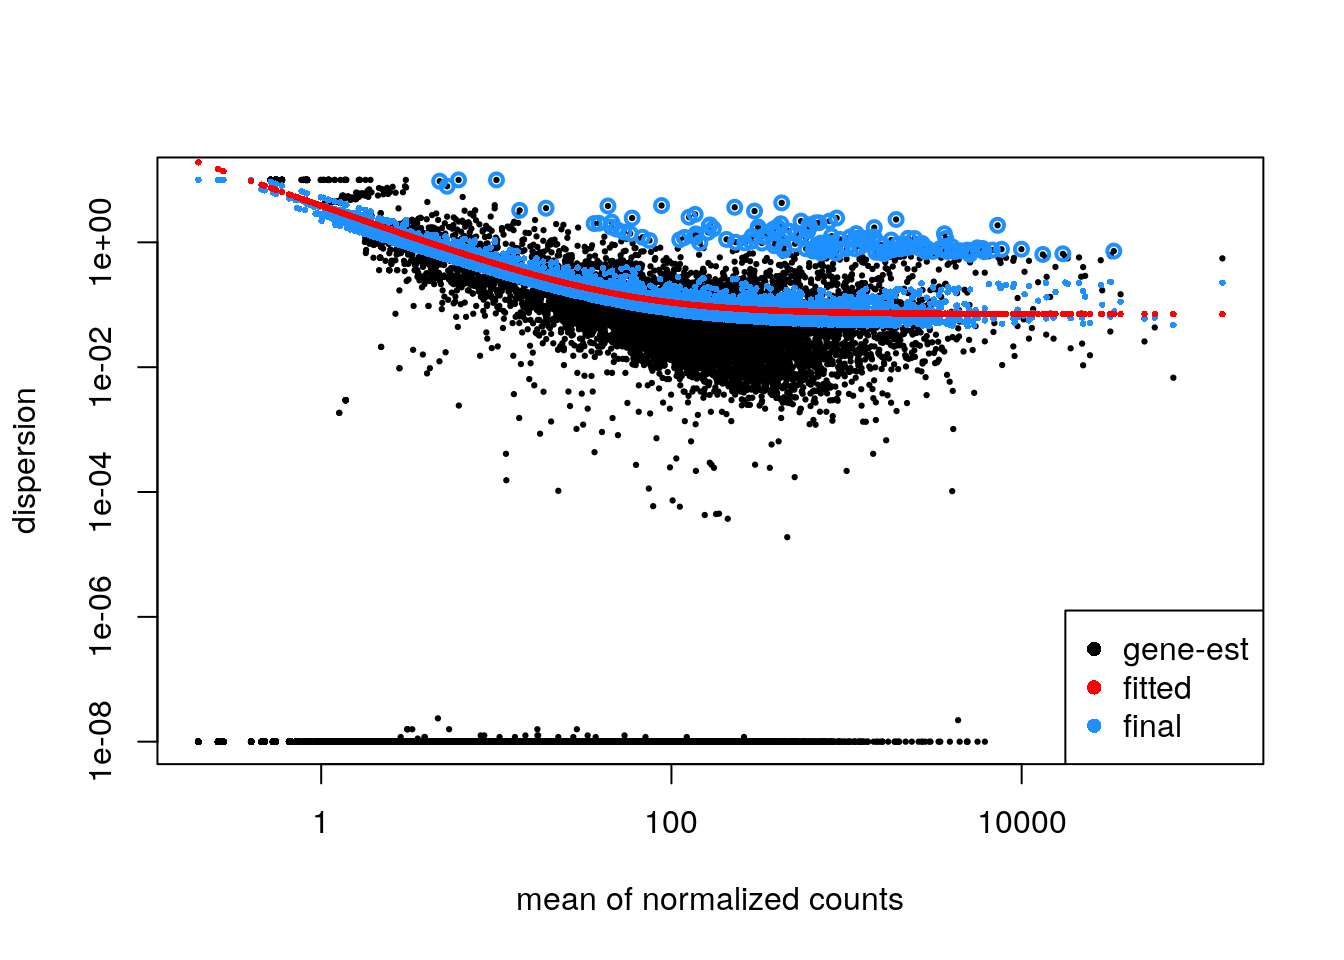 1e+00
1e-02
1e-04
1e-06
1e-08
dispersion
1
100
10000
mean of normalized counts
gene-est
fitted
final